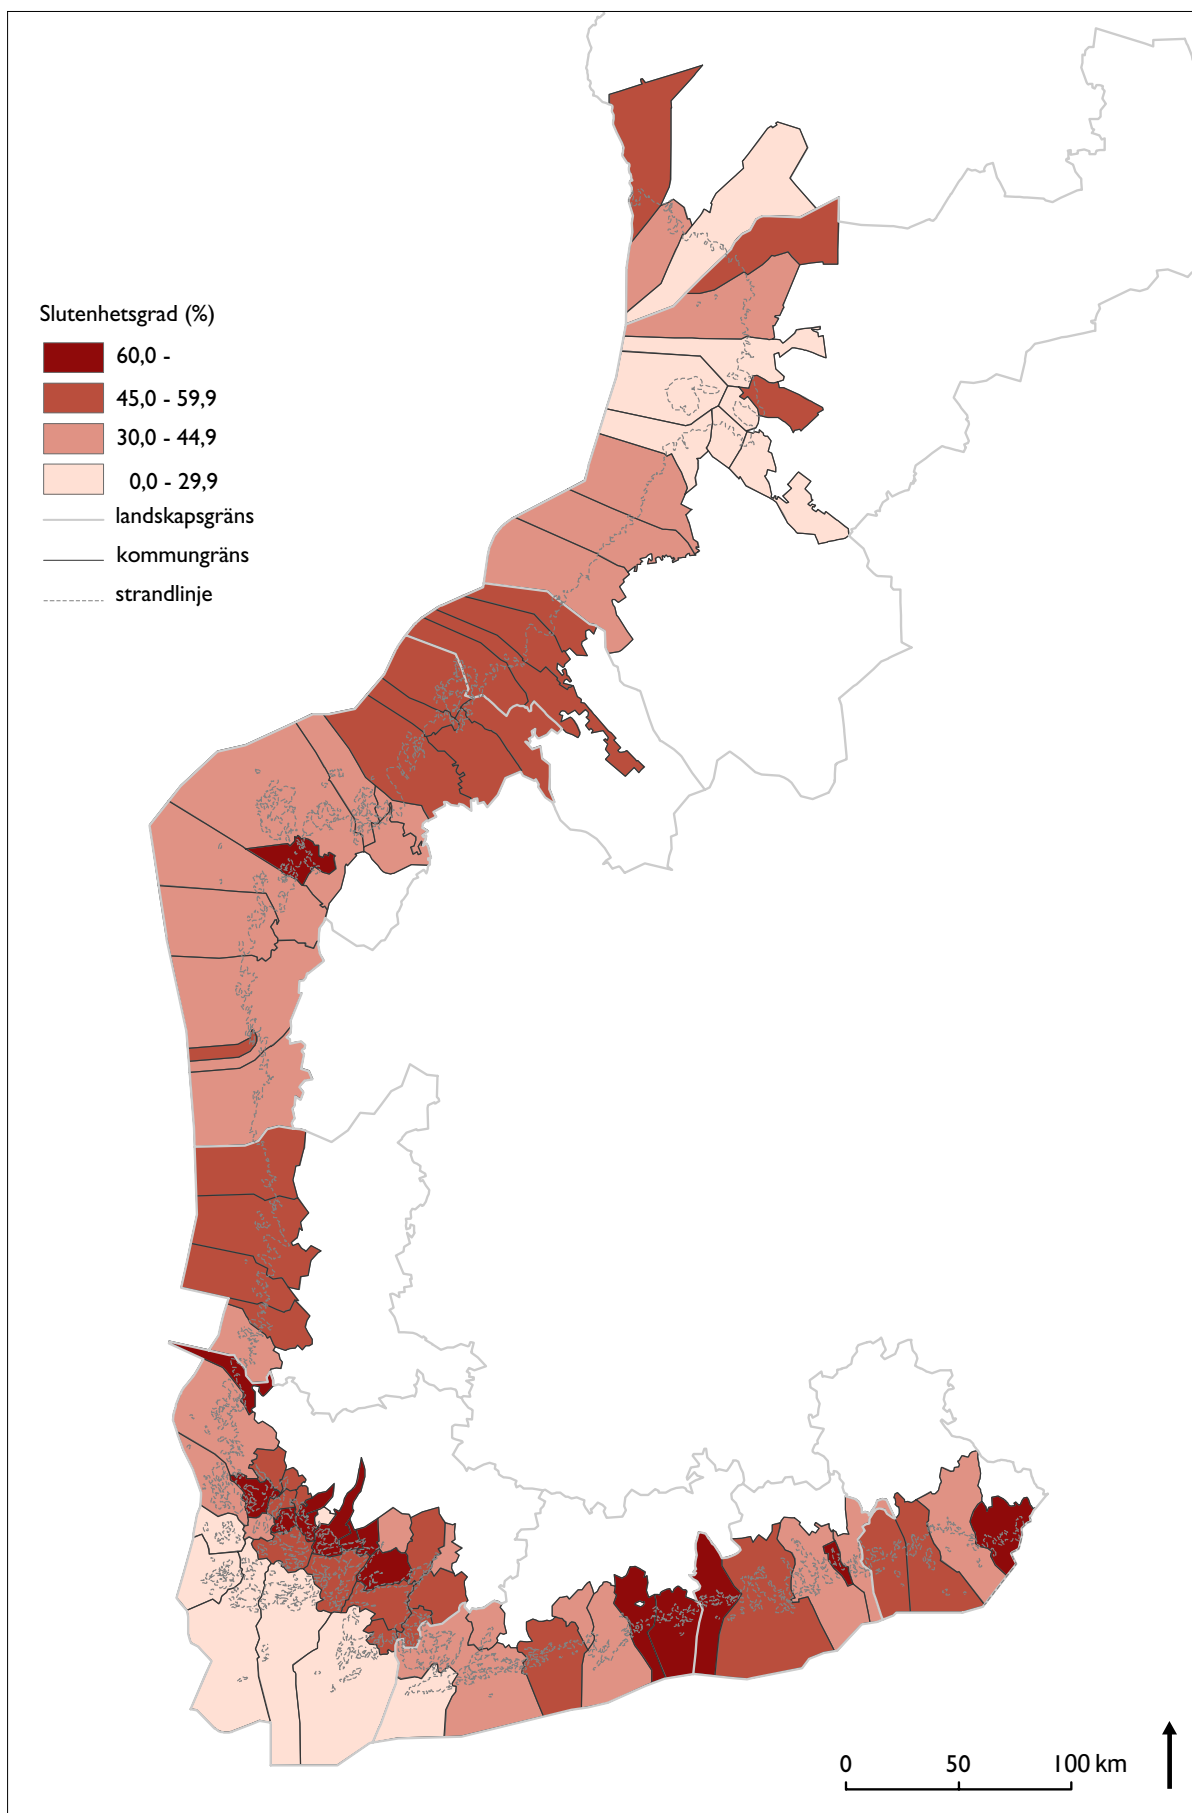 Slutenhetsgrad (%)
60,0 -
45,0 - 59,9
30,0 - 44,9
0,0 - 29,9
landskapsgräns
kommungräns
strandlinje
0 50 100 km